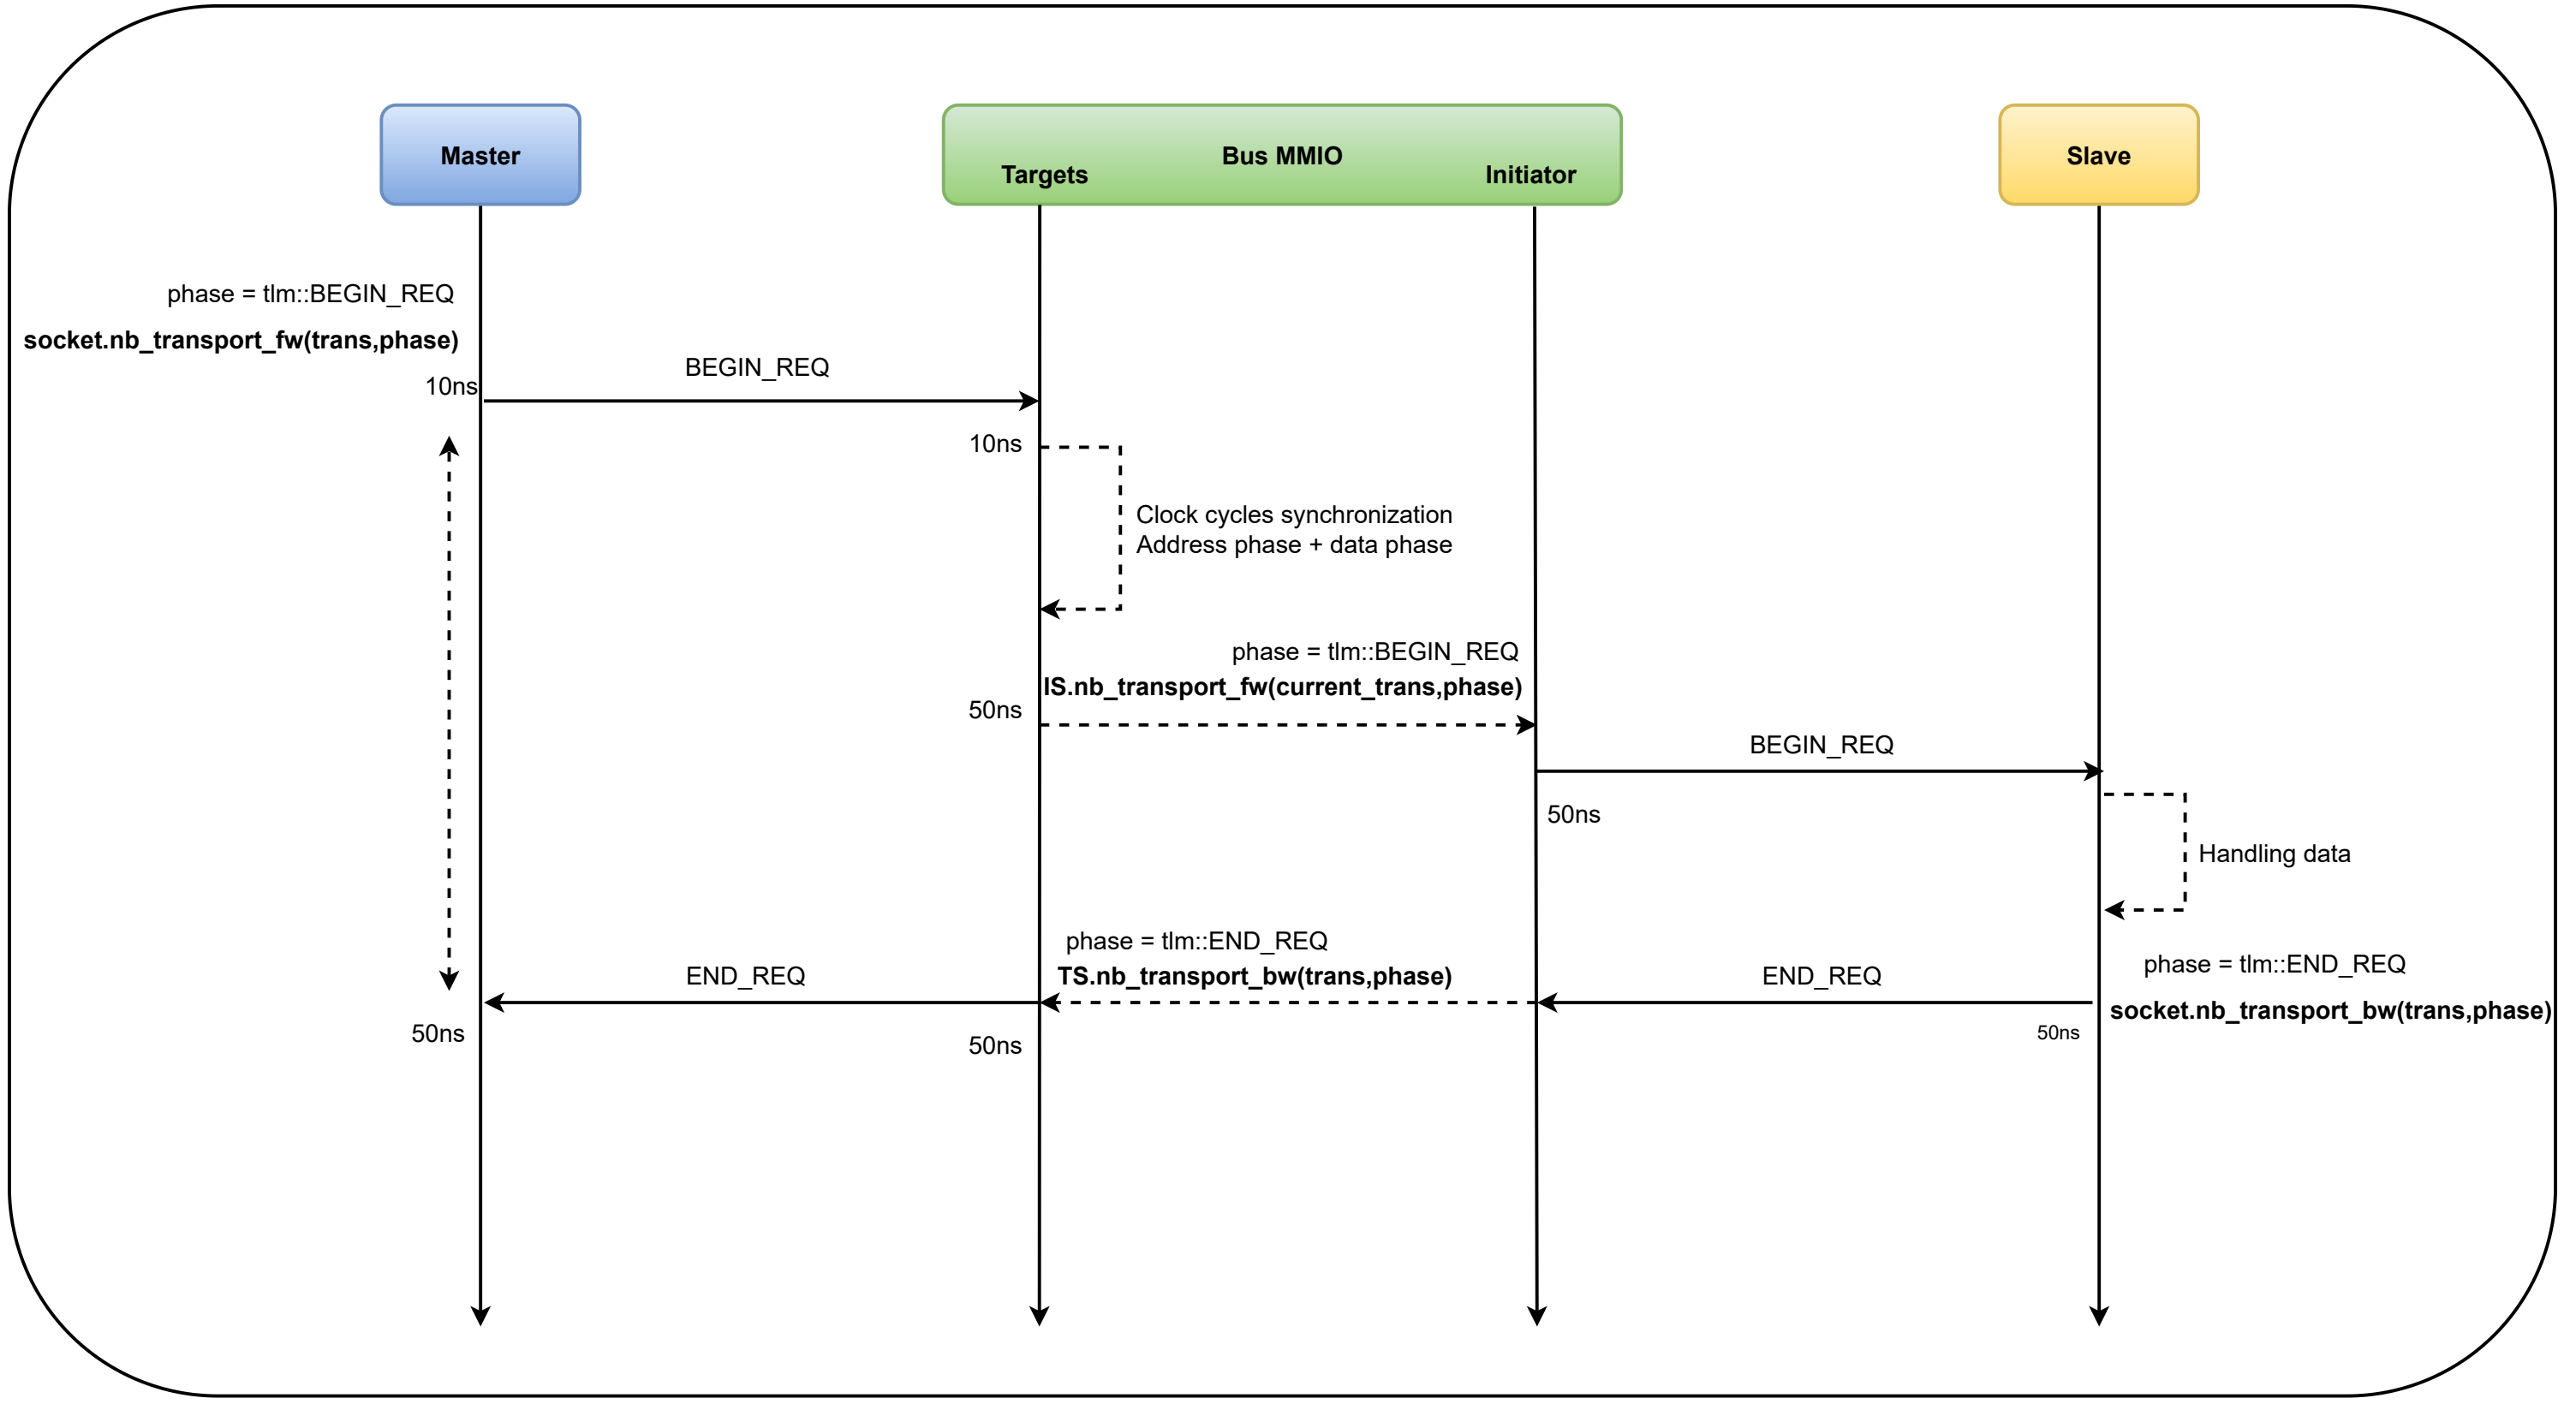 Master
Bus MMIO
Slave
Targets
Initiator
phase = tlm::BEGIN_REQ
socket.nb_transport_fw(trans,phase)
BEGIN_REQ
10ns
10ns
Clock cycles synchronization
Address phase + data phase
phase = tlm::BEGIN_REQ
IS.nb_transport_fw(current_trans,phase)
50ns
BEGIN_REQ
50ns
Handling data
phase = tlm::END_REQ
phase = tlm::END_REQ
END_REQ
TS.nb_transport_bw(trans,phase)
END_REQ
socket.nb_transport_bw(trans,phase)
50ns
50ns
50ns